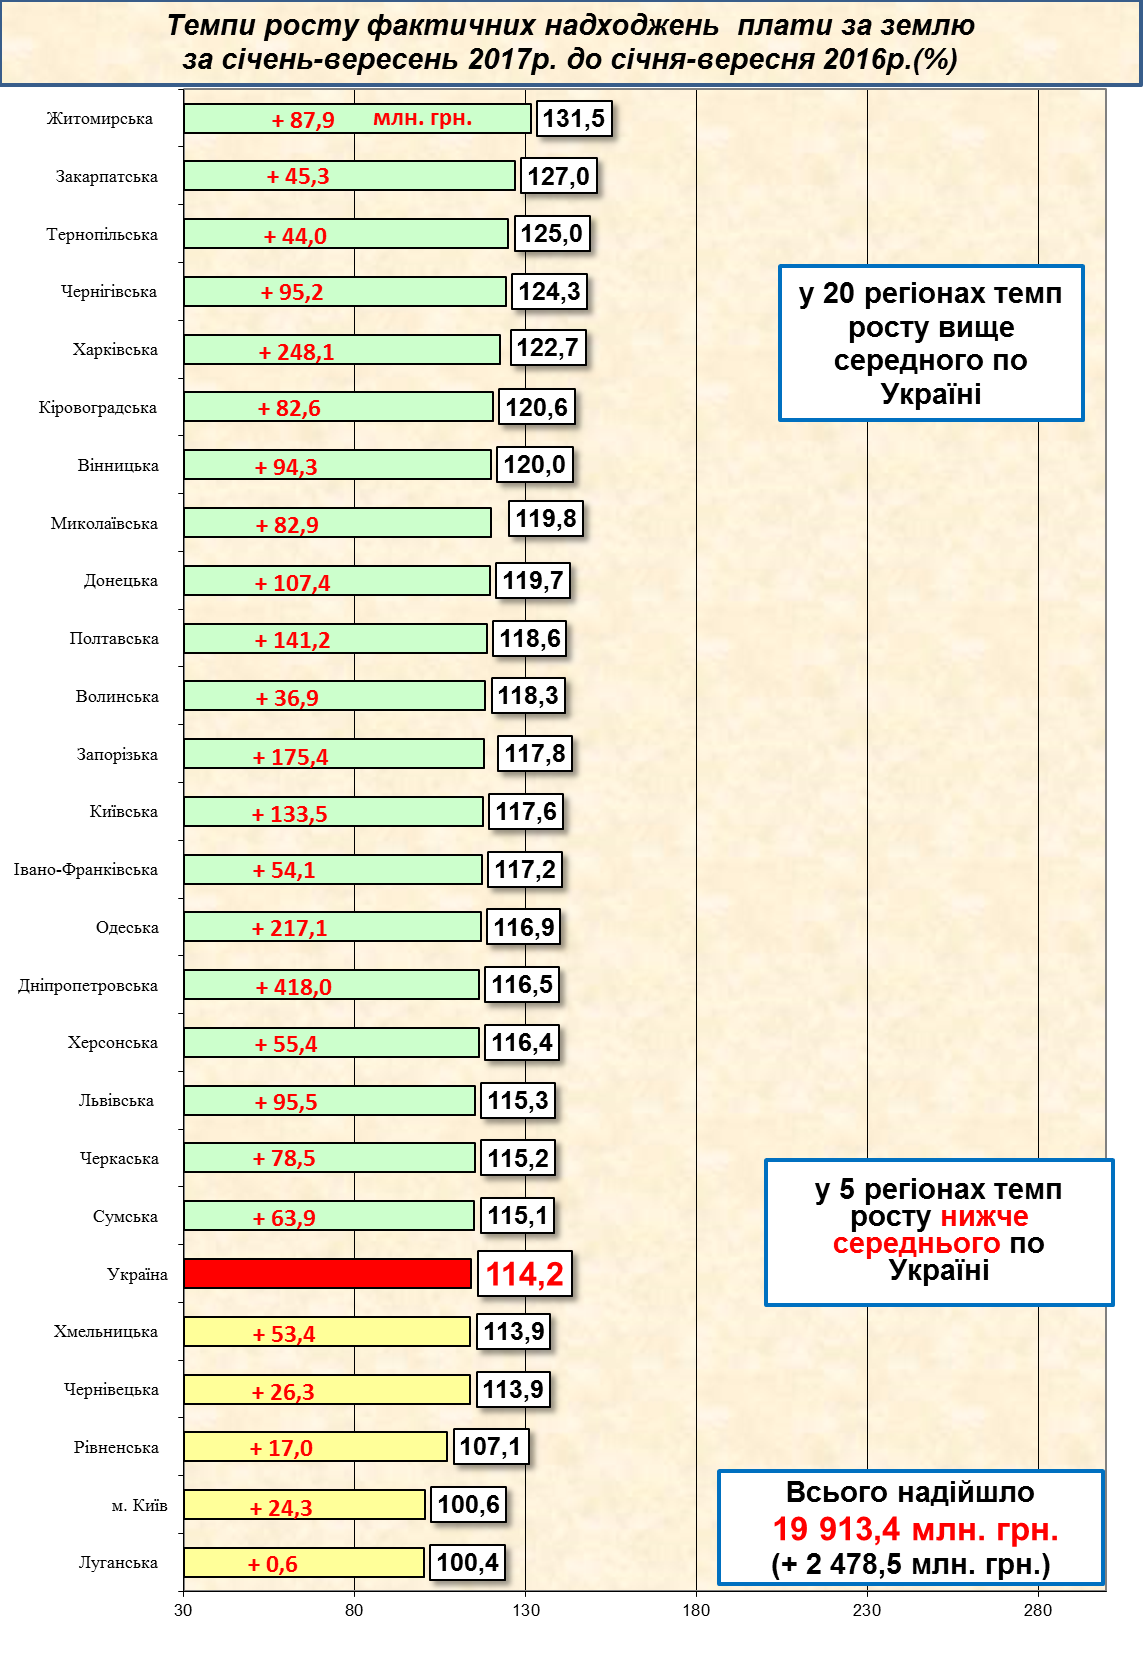 Темпи росту фактичних надходжень плати за землю
за січень-вересень 2017р. до січня-вересня 2016р.(%)
Житомирська + 87,9 млн. грн. 131,5
Закарпатська + 45,3 127,0
Тернопільська + 44,0 125,0
Чернігівська + 95,2 124,3
Харківська + 248,1 122,7
Кіровоградська + 82,6 120,6
Вінницька + 94,3 120,0
Миколаївська + 82,9 119,8
Донецька + 107,4 119,7
Полтавська + 141,2 118,6
Волинська + 36,9 118,3
Запорізька + 175,4 117,8
Київська + 133,5 117,6
Івано-Франківська + 54,1 117,2
Одеська + 217,1 116,9
Дніпропетровська + 418,0 116,5
Херсонська + 55,4 116,4
Львівська + 95,5 115,3
Черкаська + 78,5 115,2
Сумська + 63,9 115,1
Україна 114,2
Хмельницька + 53,4 113,9
Чернівецька + 26,3 113,9
Рівненська + 17,0 107,1
м. Київ + 24,3 100,6
Луганська + 0,6 100,4
30 80 130 180 230 280
у 20 регіонах темп
росту вище
середного по
Україні
у 5 регіонах темп
росту нижче
середнього по
Україні
Всього надійшло
19 913,4 млн. грн.
(+ 2 478,5 млн. грн.)